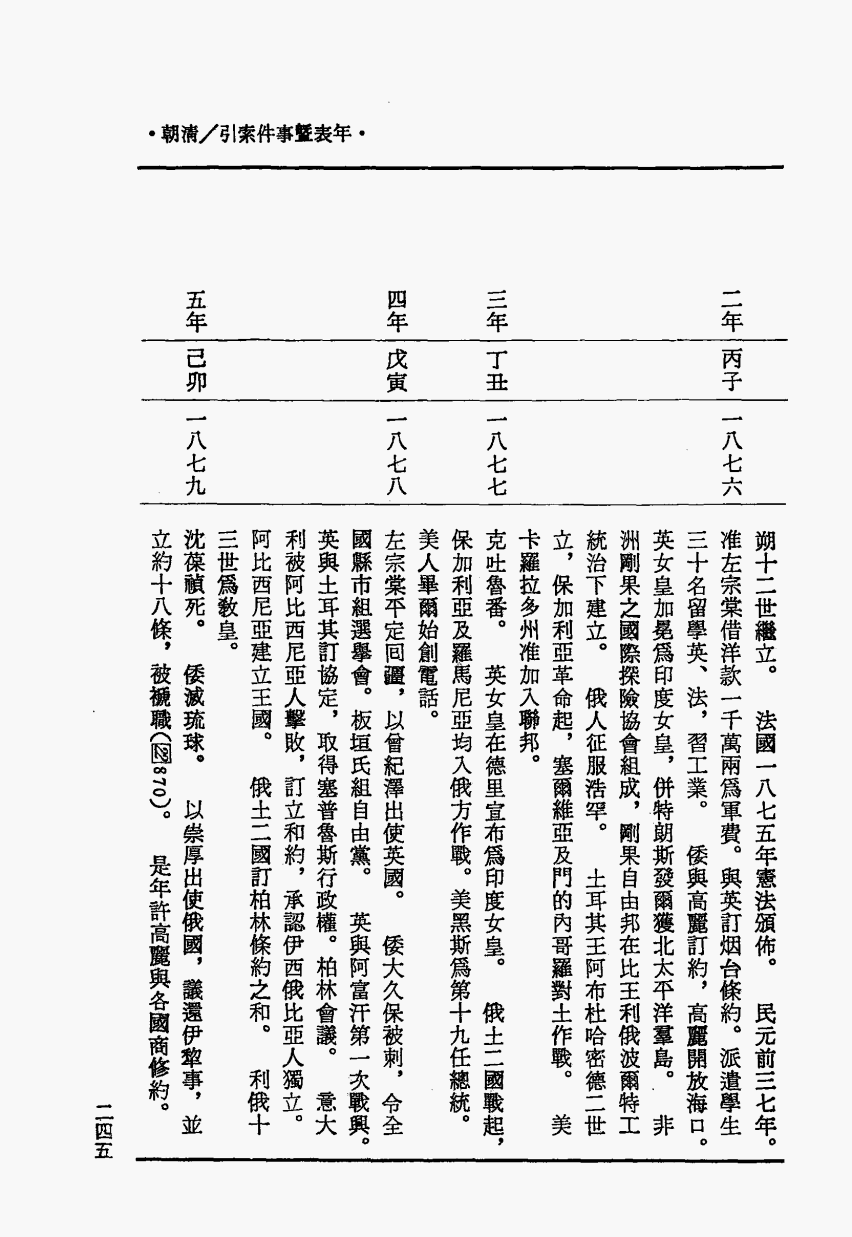 •年表暨事件索引／清朝•
朔十二世繼立。　法國一八七五年憲法頒佈。　民元前三七年。
二年　丙子　一八七六　准左宗棠借洋款一千萬兩爲軍費。與英訂烟台條約。派遣學生
三十名留學英、法，習工業。　倭與高麗訂約，高麗開放海口。
英女皇加冕爲印度女皇，併特朗斯發爾獲北太平洋羣島。　非
洲剛果之國際探險協會組成，剛果自由邦在比王利俄波爾特工
統治下建立。　俄人征服浩罕。　土耳其王阿布杜哈密德二世
立，保加利亞革命起，塞爾維亞及門的內哥羅對土作戰。　美
卡羅拉多州准加入聯邦。
三年　丁丑　一八七七　克吐魯番。　英女皇在德里宣布爲印度女皇。　俄土二國戰起，
保加利亞及羅馬尼亞均入俄方作戰。美黑斯爲第十九任總統。
美人畢爾始創電話。
四年　戊寅　一八七八　左宗棠平定回疆，以曾紀澤出使英國。　倭大久保被刺，令全
國縣市組選舉會。板垣氏組自由黨。　英與阿富汗第一次戰興。
英與土耳其訂協定，取得塞普魯斯行政權。柏林會議。　意大
利被阿比西尼亞人擊敗，訂立和約，承認伊西俄比亞人獨立。
阿比西尼亞建立王國。　俄土二國訂柏林條約之和。　利俄十
三世爲敎皇。
五年　己卯　一八七九　沈葆禎死。　倭滅琉球。　以崇厚出使俄國，議還伊犂事，並
立約十八條，被褫職（870）。　是年許高麗與各國商修約。
二四五